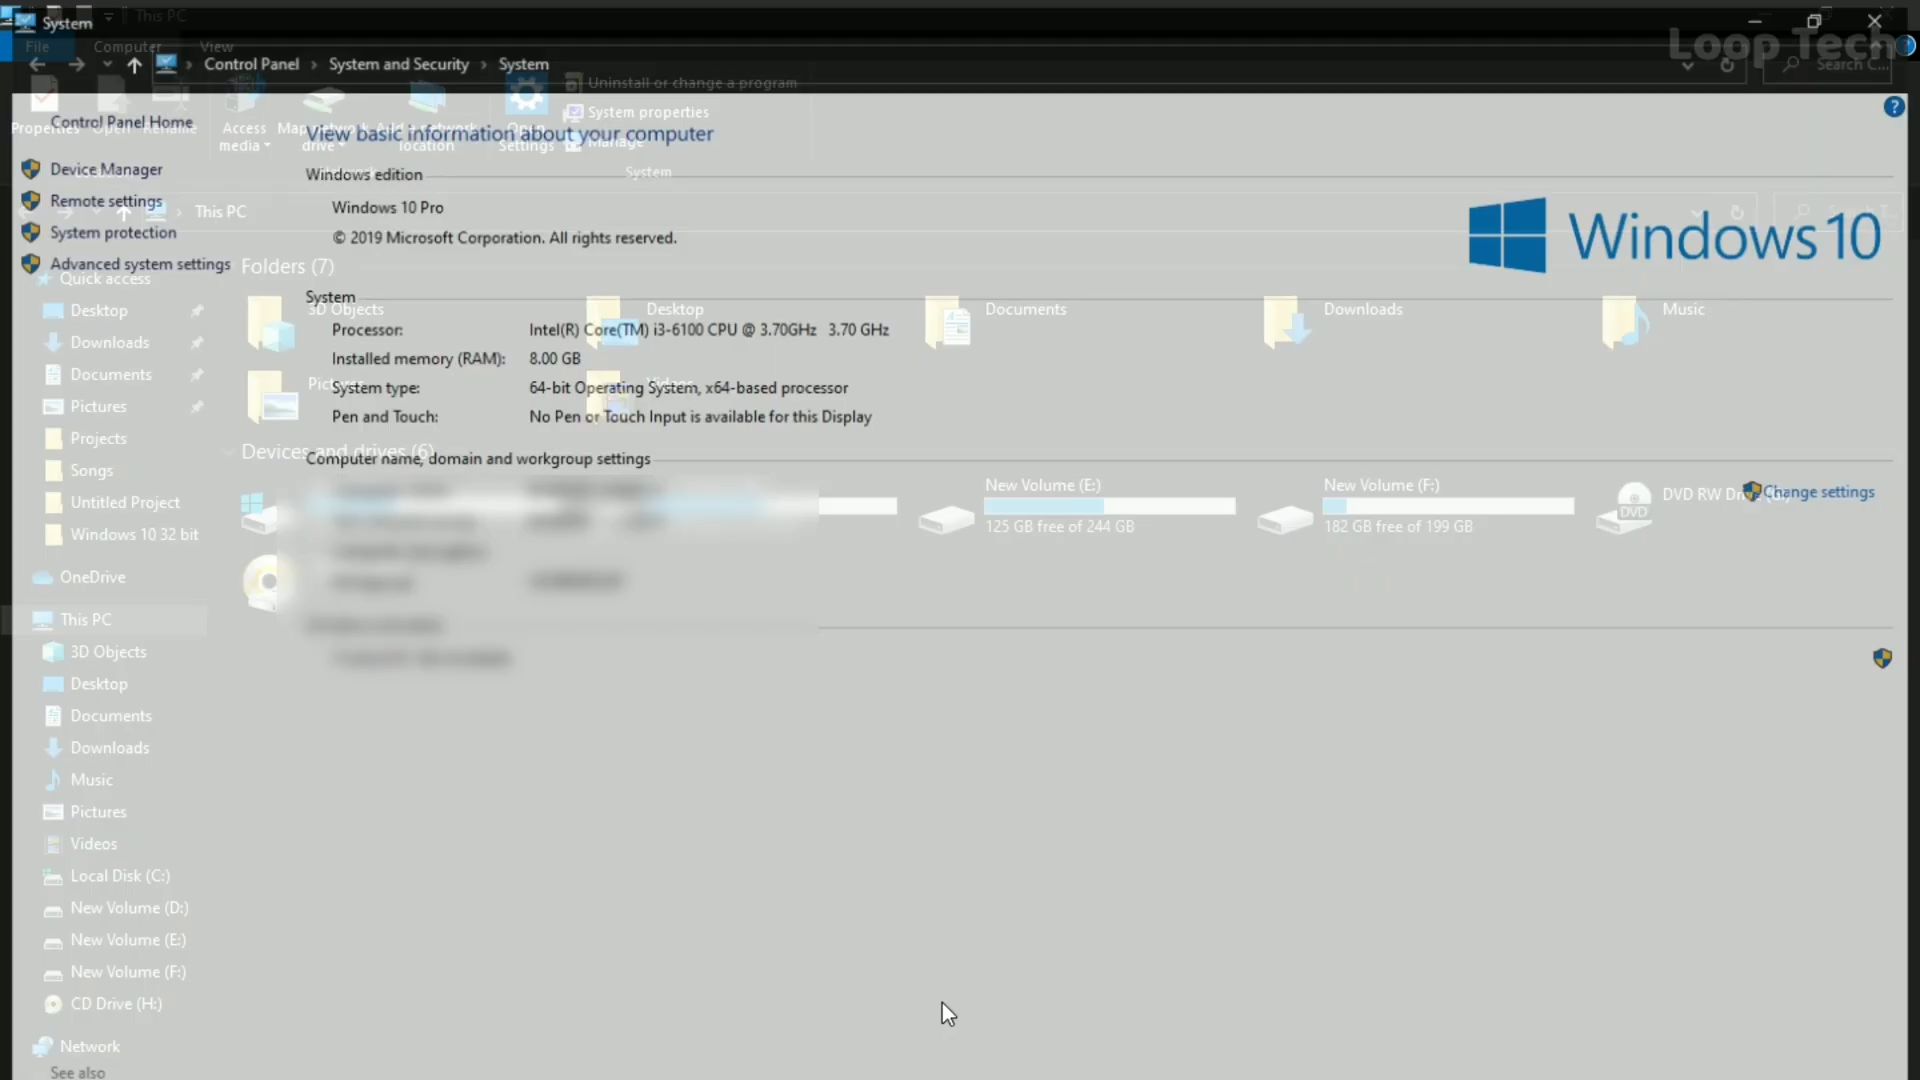 This PC
System
File
Computer
View
Loop Tech
Control Panel
System and Security
System
Search C...
Uninstall or change a program
System properties
Manage
Properties
Open
Rename
Access
media
Map network
drive
Add a network
location
Open
Settings
System
Control Panel Home
View basic information about your computer
Device Manager
Windows edition
Remote settings
This PC
Windows 10 Pro
Windows 10
System protection
© 2019 Microsoft Corporation. All rights reserved.
Advanced system settings
Folders (7)
Quick access
System
3D Objects
Desktop
Documents
Downloads
Music
Desktop
Processor:
Intel(R) Core(TM) i3-6100 CPU @ 3.70GHz 3.70 GHz
Downloads
Installed memory (RAM):
8.00 GB
Documents
Pictures
Videos
System type:
64-bit Operating System, x64-based processor
Pictures
Pen and Touch:
No Pen or Touch Input is available for this Display
Projects
Devices and drives (6)
Computer name, domain and workgroup settings
Songs
New Volume (E:)
125 GB free of 244 GB
New Volume (F:)
182 GB free of 199 GB
DVD RW
DVD
Change settings
Untitled Project
Windows 10 32 bit
OneDrive
This PC
3D Objects
Desktop
Documents
Downloads
Music
Pictures
Videos
Local Disk (C:)
New Volume (D:)
New Volume (E:)
New Volume (F:)
CD Drive (H:)
Network
See also